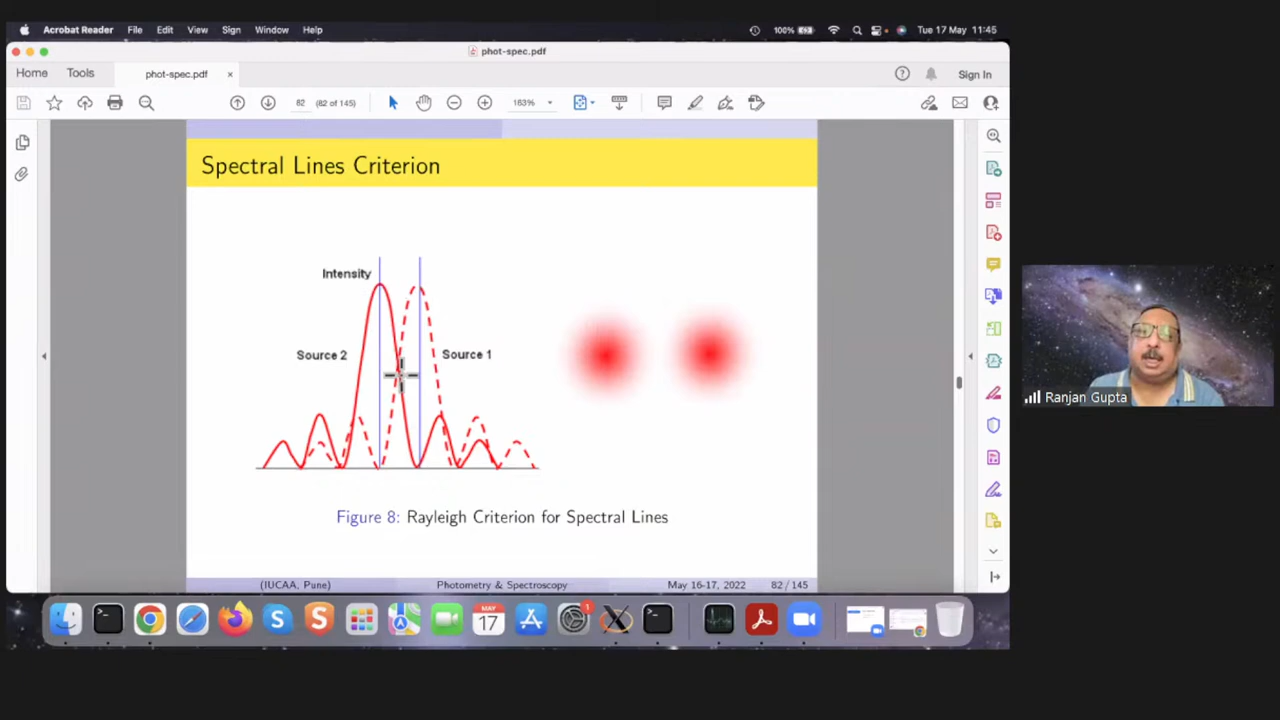 Acrobat Reader File Edit View Sign Window Help 100% Tue 17 May 11:45
phot-spec.pdf
Home Tools phot-spec.pdf × Sign In
82 (82 of 145) 163%
Spectral Lines Criterion
Intensity
Source 2 Source 1
Figure 8: Rayleigh Criterion for Spectral Lines
(IUCAA, Pune) Photometry & Spectroscopy May 16-17, 2022 82 / 145
Ranjan Gupta
MAY
17
1